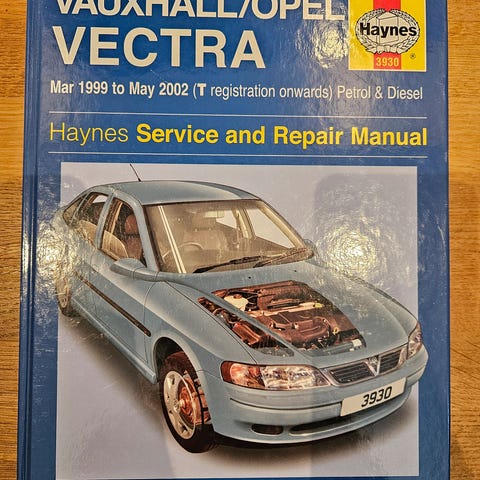 VAUXHALL/OPEL
VECTRA
Haynes
3930
®
Mar 1999 to May 2002 (T registration onwards) Petrol & Diesel
Haynes Service and Repair Manual
3930